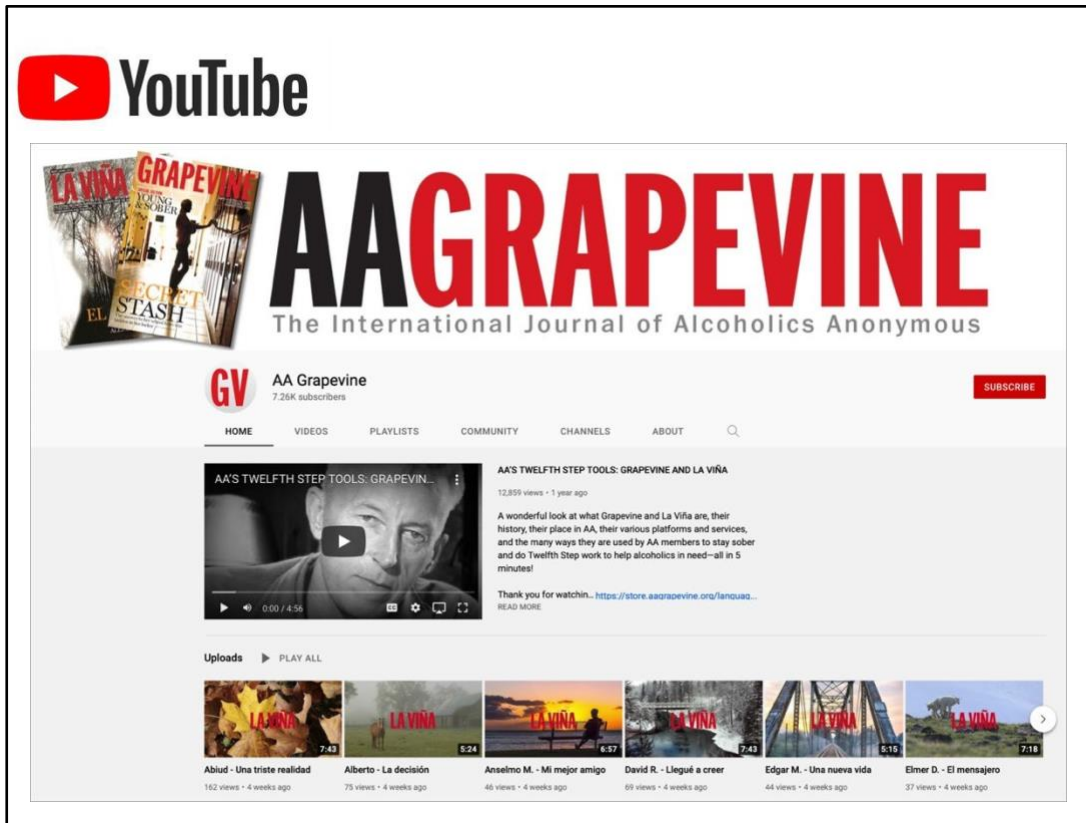 YouTube
LA VIÑA
GRAPEVINE
YOUNG
& SOBER
SECRET
STASH
EL
AAGRAPEVINE
The International Journal of Alcoholics Anonymous
GV
AA Grapevine
7.26K subscribers
SUBSCRIBE
HOME VIDEOS PLAYLISTS COMMUNITY CHANNELS ABOUT
AA'S TWELFTH STEP TOOLS: GRAPEVIN...
0:00 / 4:56
AA'S TWELFTH STEP TOOLS: GRAPEVINE AND LA VIÑA
12,859 views • 1 year ago
A wonderful look at what Grapevine and La Viña are, their
history, their place in AA, their various platforms and services,
and the many ways they are used by AA members to stay sober
and do Twelfth Step work to help alcoholics in need—all in 5
minutes!
Thank you for watchin... https://store.aagrapevine.org/languag...
READ MORE
Uploads PLAY ALL
LA VIÑA LA VIÑA LA VIÑA LA VIÑA LA VIÑA LA VIÑA
7:43 5:24 6:57 7:43 5:15 7:18
Abiud - Una triste realidad Alberto - La decisión Anselmo M. - Mi mejor amigo David R. - Llegué a creer Edgar M. - Una nueva vida Elmer D. - El mensajero
162 views • 4 weeks ago 75 views • 4 weeks ago 46 views • 4 weeks ago 69 views • 4 weeks ago 44 views • 4 weeks ago 37 views • 4 weeks ago